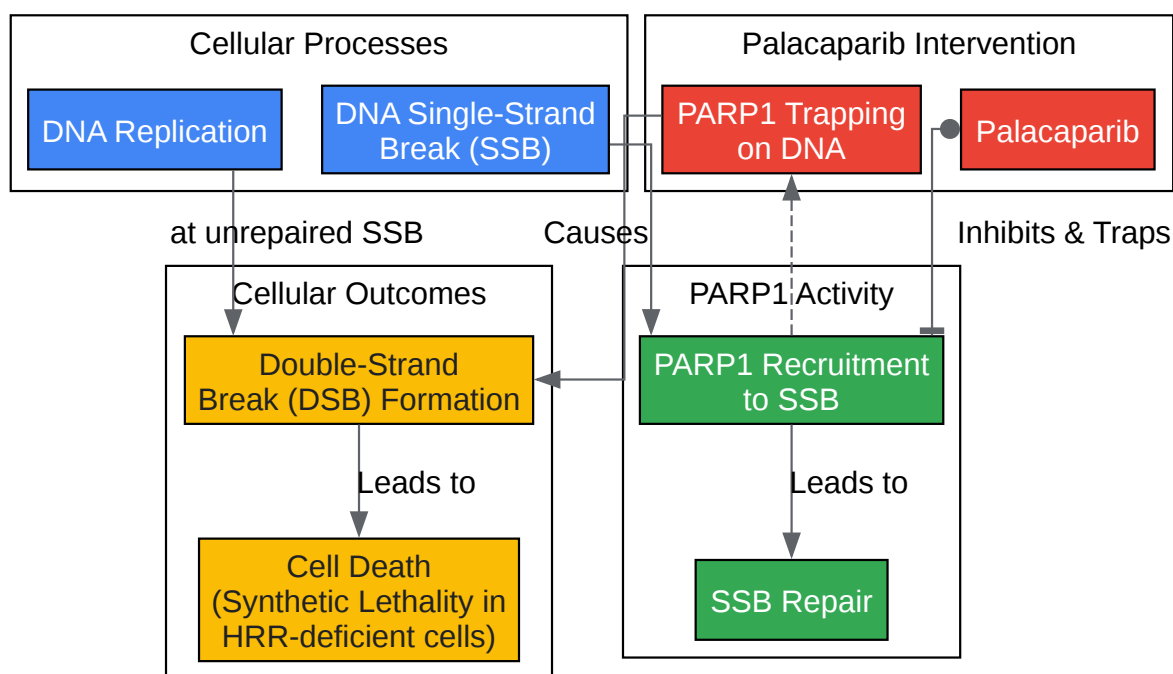 Cellular Processes
Palacaparib Intervention
DNA Replication
DNA Single-Strand
Break (SSB)
PARP1 Trapping
on DNA
Palacaparib
at unrepaired SSB
Causes
Inhibits & Traps
Cellular Outcomes
PARP1 Activity
Double-Strand
Break (DSB) Formation
PARP1 Recruitment
to SSB
Leads to
Leads to
Cell Death
(Synthetic Lethality in
HRR-deficient cells)
SSB Repair